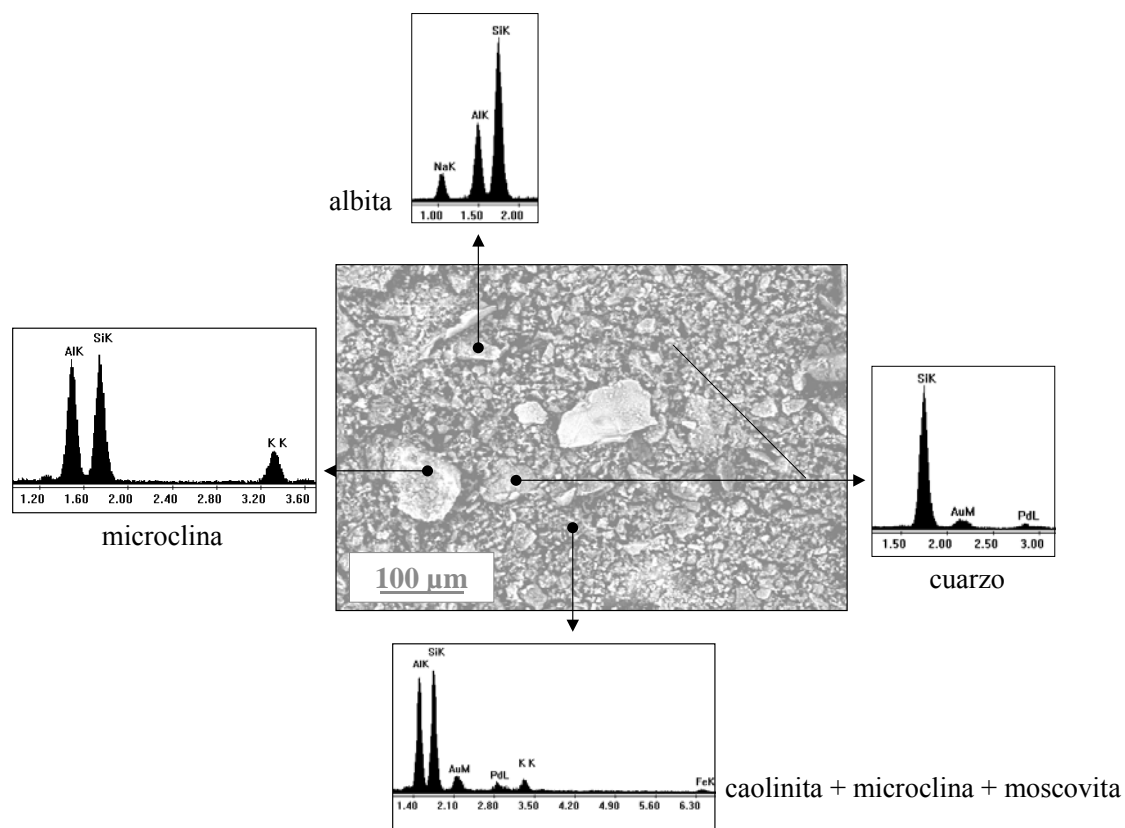 SiK
AlK
NaK
1.00 1.50 2.00
albita
SiK
AlK
K K
1.20 1.60 2.00 2.40 2.80 3.20 3.60
microclina
SiK
AuM
PdL
1.50 2.00 2.50 3.00
cuarzo
100 µm
SiK
AlK
AuM
PdL
K K
FeK
1.40 2.10 2.80 3.50 4.20 4.90 5.60 6.30
caolinita + microclina + moscovita